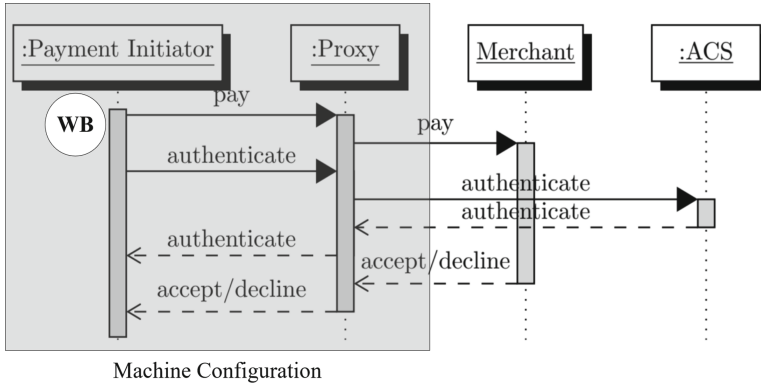 :Payment Initiator
:Proxy
Merchant
:ACS
WB
pay
pay
authenticate
authenticate
authenticate
authenticate
accept/decline
accept/decline
Machine Configuration